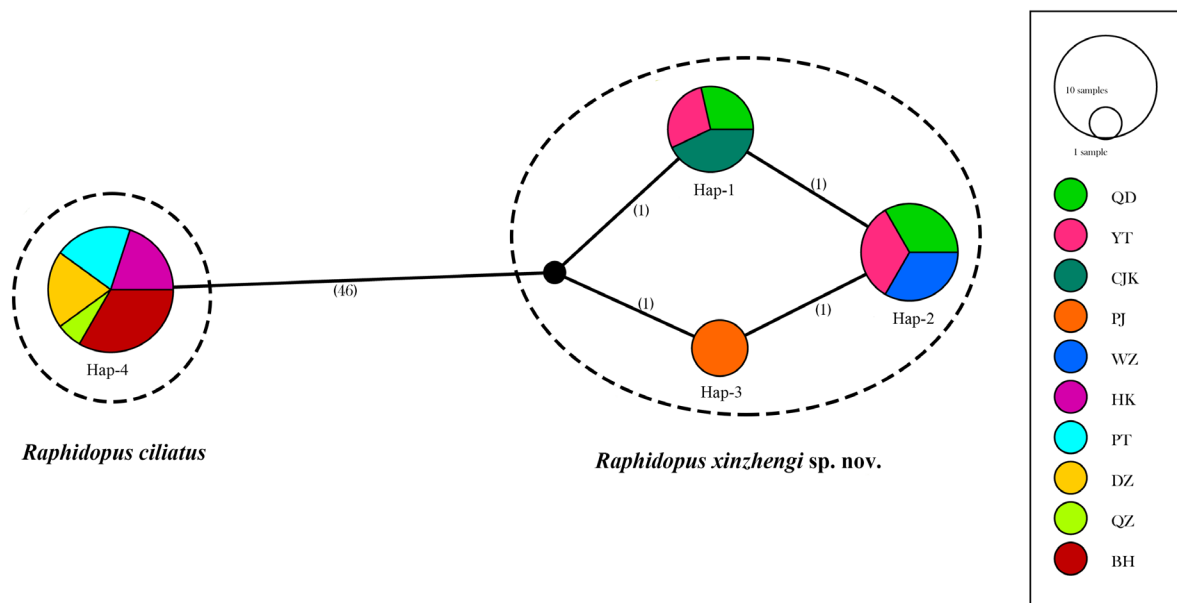 Hap-1
(1)
(1)
Hap-2
(46)
(1)
(1)
Hap-3
Hap-4
Raphidopus ciliatus
Raphidopus xinzhengi sp. nov.
10 samples
1 sample
QD
YT
CJK
PJ
WZ
HK
PT
DZ
QZ
BH